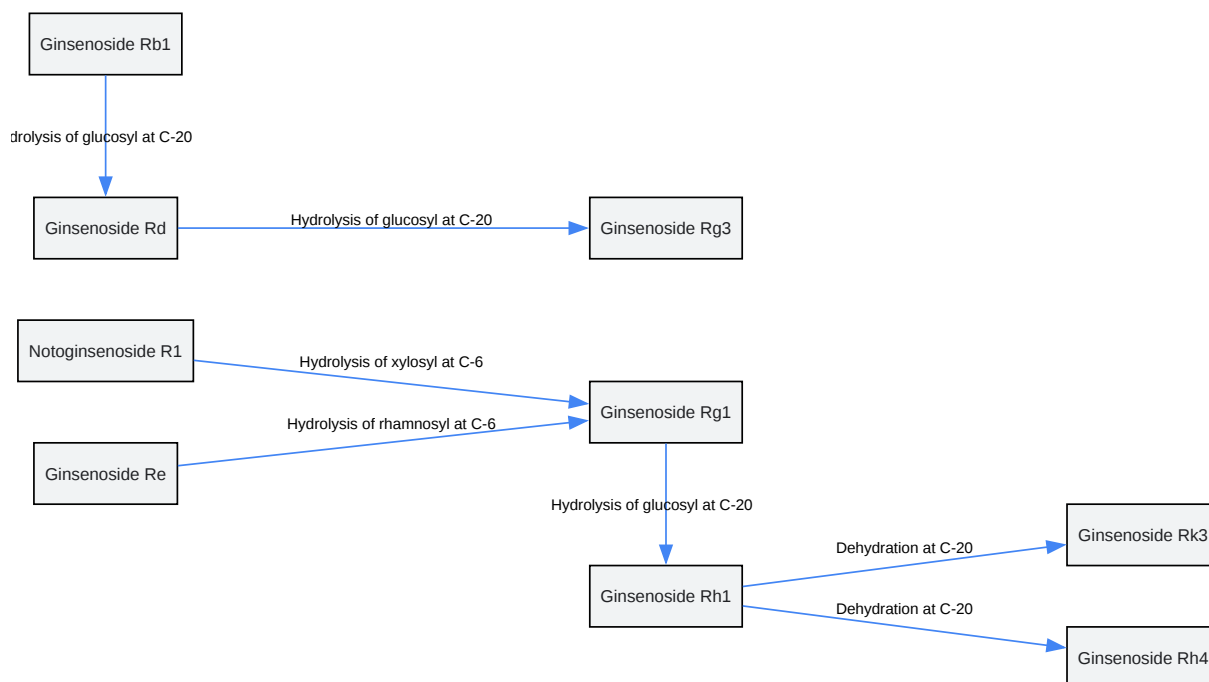 Ginsenoside Rb1
drolysis of glucosyl at C-20
Ginsenoside Rd
Hydrolysis of glucosyl at C-20
Ginsenoside Rg3
Notoginsenoside R1
Hydrolysis of xylosyl at C-6
Ginsenoside Rg1
Hydrolysis of rhamnosyl at C-6
Ginsenoside Re
Hydrolysis of glucosyl at C-20
Ginsenoside Rh1
Dehydration at C-20
Ginsenoside Rk3
Dehydration at C-20
Ginsenoside Rh4